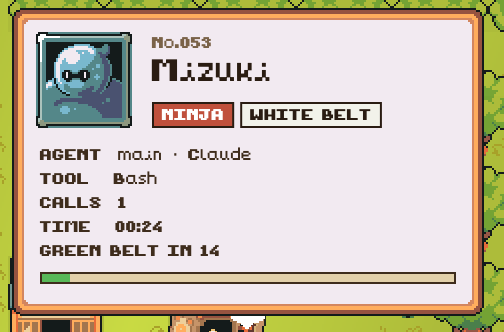 No.053
Mizuki
NINJA WHITE BELT
AGENT main · Claude
TOOL Bash
CALLS 1
TIME 00:24
GREEN BELT IN 14